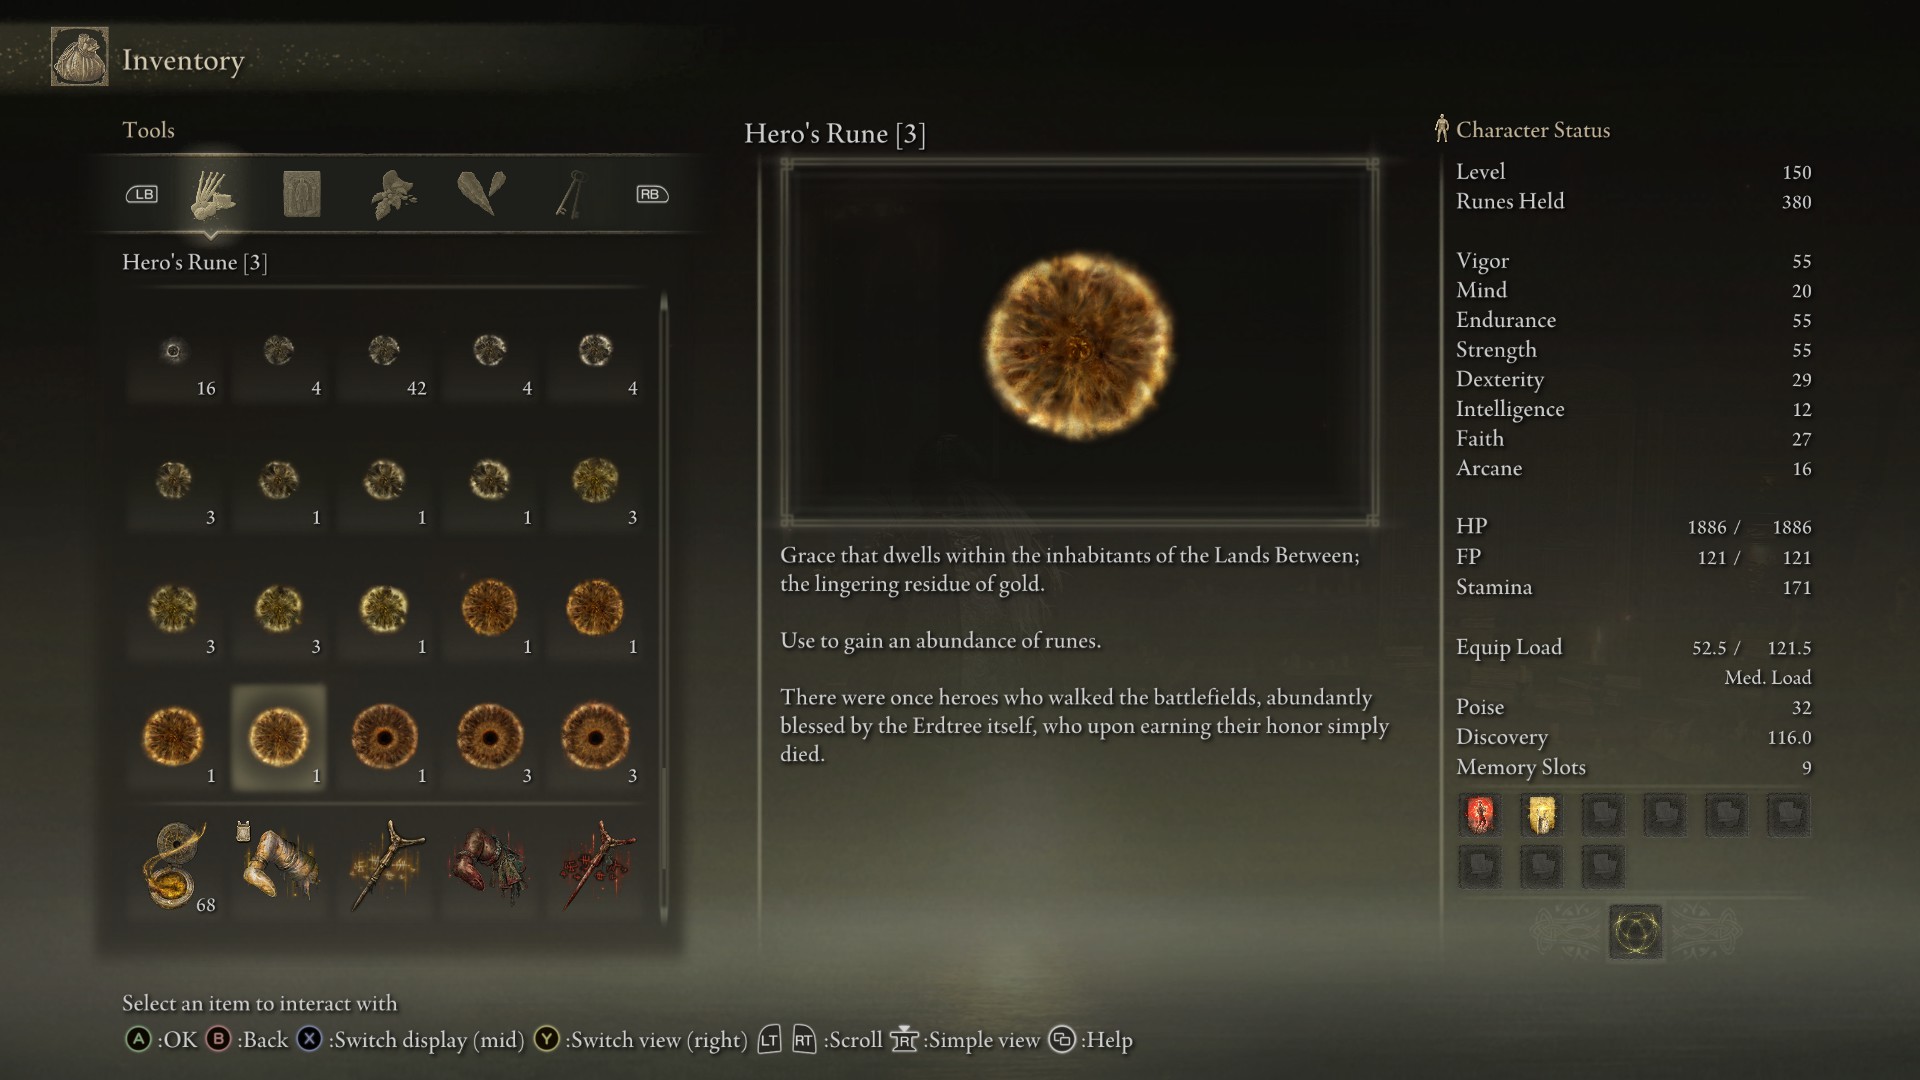 Inventory
Tools
LB
RB
Hero's Rune [3]
16 4 42 4 4
3 1 1 1 3
3 3 1 1 1
1 1 1 3 3
68
Hero's Rune [3]
Grace that dwells within the inhabitants of the Lands Between;
the lingering residue of gold.
Use to gain an abundance of runes.
There were once heroes who walked the battlefields, abundantly
blessed by the Erdtree itself, who upon earning their honor simply
died.
Character Status
Level 150
Runes Held 380
Vigor 55
Mind 20
Endurance 55
Strength 55
Dexterity 29
Intelligence 12
Faith 27
Arcane 16
HP 1886 / 1886
FP 121 / 121
Stamina 171
Equip Load 52.5 / 121.5
Med. Load
Poise 32
Discovery 116.0
Memory Slots 9
Select an item to interact with
A :OK B :Back X :Switch display (mid) Y :Switch view (right) LT RT :Scroll R :Simple view :Help